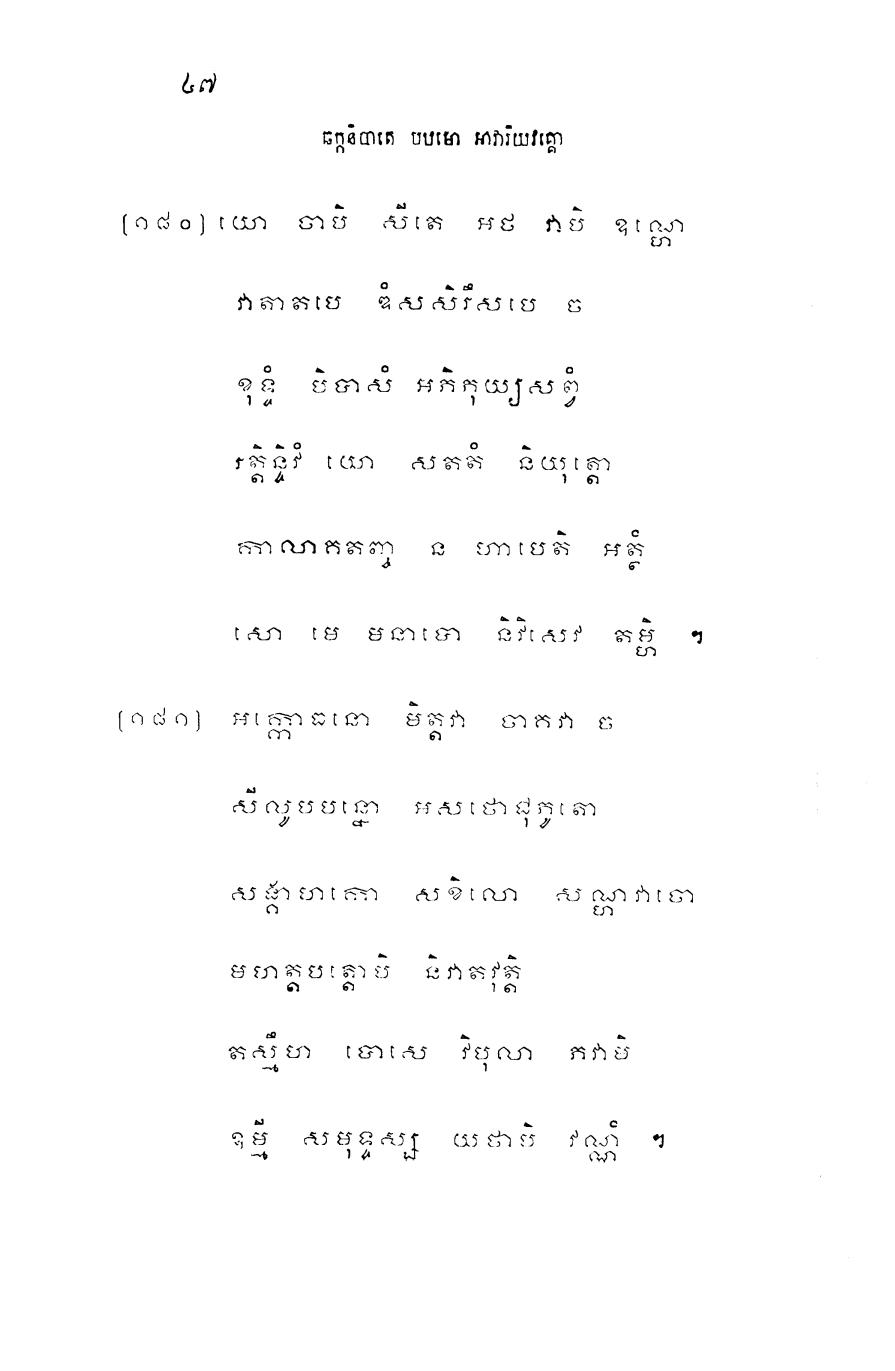 ៤៧
ឆក្កនិបាតេ បឋមោ អាវារិយវគ្គោ
[១៨០] យោ ចាបិ សីតេ អថ វាបិ ឧណ្ហេ
វាតាតបេ ឌំសសិរឹសបេ ច
ខុទ្ទំ បិបាសំ អភិភុយ្យសព្វំ
រត្តិន្ទិវំ យោ សតតំ និយុត្តោ
កាលាគតញ្ច ន ហាបេតិ អត្ថំ
សោ មេ មនាបោ និវិសេវ តម្ហិ ។
[១៨១] អក្កោធនោ មិត្តវា ចាគវា ច
សីលូបបន្នោ អសថោជុភូតោ
សង្គាហកោ សខិលោ សណ្ហវាចោ
មហត្តបត្តោបិ និវាតវុត្តិ
តស្មឹហ បោសេ វិបុលា ភវាមិ
ឧម្មី សមុទ្ទស្ស យថាបិ វណ្ណំ ។